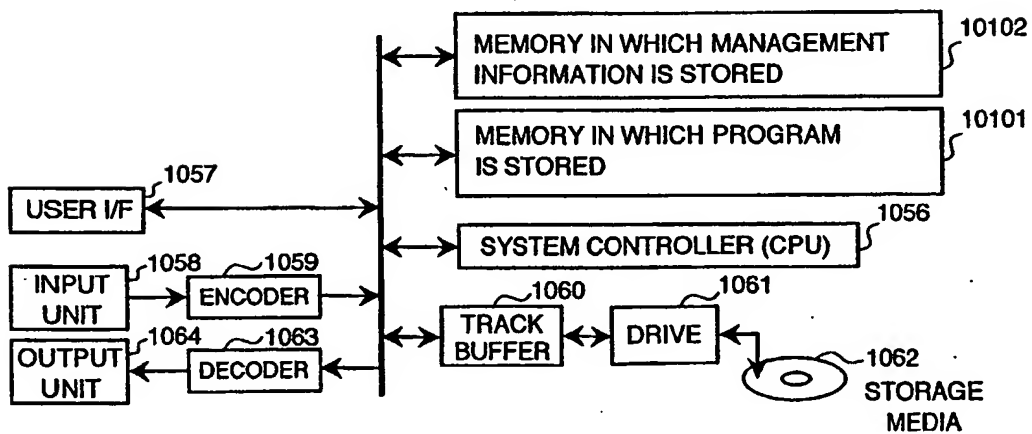 MEMORY IN WHICH MANAGEMENT
INFORMATION IS STORED
10102
MEMORY IN WHICH PROGRAM
IS STORED
10101
1057
USER I/F
1056
SYSTEM CONTROLLER (CPU)
1058
INPUT
UNIT
1059
ENCODER
1060
TRACK
BUFFER
1061
DRIVE
1064
OUTPUT
UNIT
1063
DECODER
1062
STORAGE
MEDIA